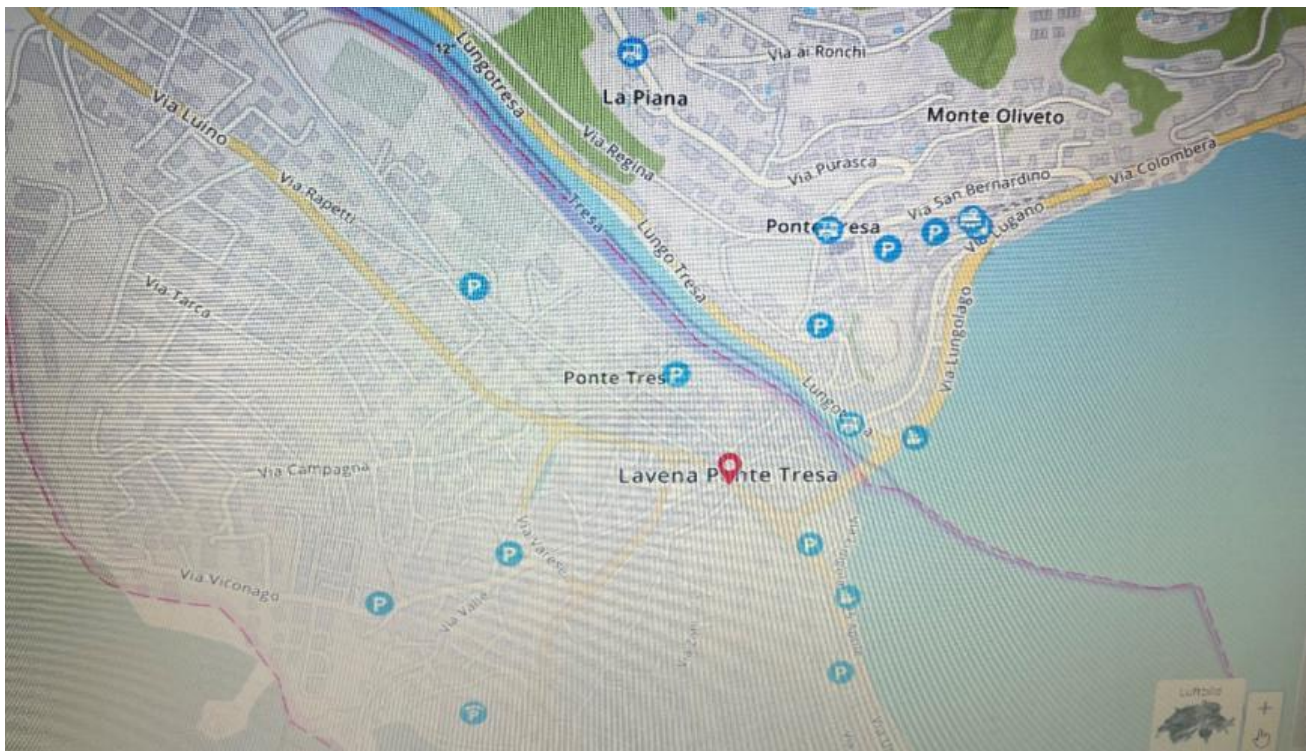 12
Lungotresa
Via ai Ronchi
La Piana
Via Luino
Monte Oliveto
Via Regina
Via Colombera
Via Purasca
Via San Bernardino
Via Rapetti
Tresa
Ponte Tresa
P
P
Via Lugano
Lungo Tresa
Via Tarca
P
P
Via Lungolago
Ponte Tresa
P
Lungotresa
Via Campagna
Lavena Ponte Tresa
Via Varese
P
P
Via Viconago
P
Via Valle
P
Luftbild
+